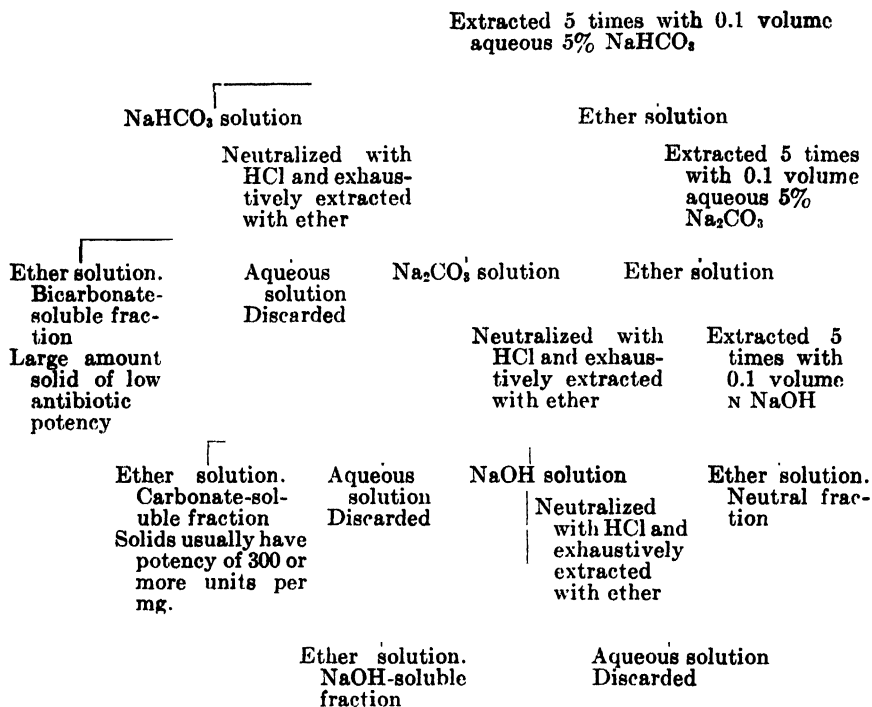 Extracted 5 times with 0.1 volume
aqueous 5% NaHCO₃
NaHCO₃ solution
Ether solution
Neutralized with
HCl and exhaus-
tively extracted
with ether
Extracted 5 times
with 0.1 volume
aqueous 5%
Na₂CO₃
Ether solution.
Bicarbonate-
soluble frac-
tion
Large amount
solid of low
antibiotic
potency
Aqueous
solution
Discarded
Na₂CO₃ solution
Ether solution
Neutralized with
HCl and exhaus-
tively extracted
with ether
Extracted 5
times with
0.1 volume
N NaOH
Ether solution.
Carbonate-sol-
uble fraction
Solids usually have
potency of 300 or
more units per
mg.
Aqueous
solution
Discarded
NaOH solution
Ether solution.
Neutral frac-
tion
Neutralized
with HCl and
exhaustively
extracted
with ether
Ether solution.
NaOH-soluble
fraction
Aqueous solution
Discarded